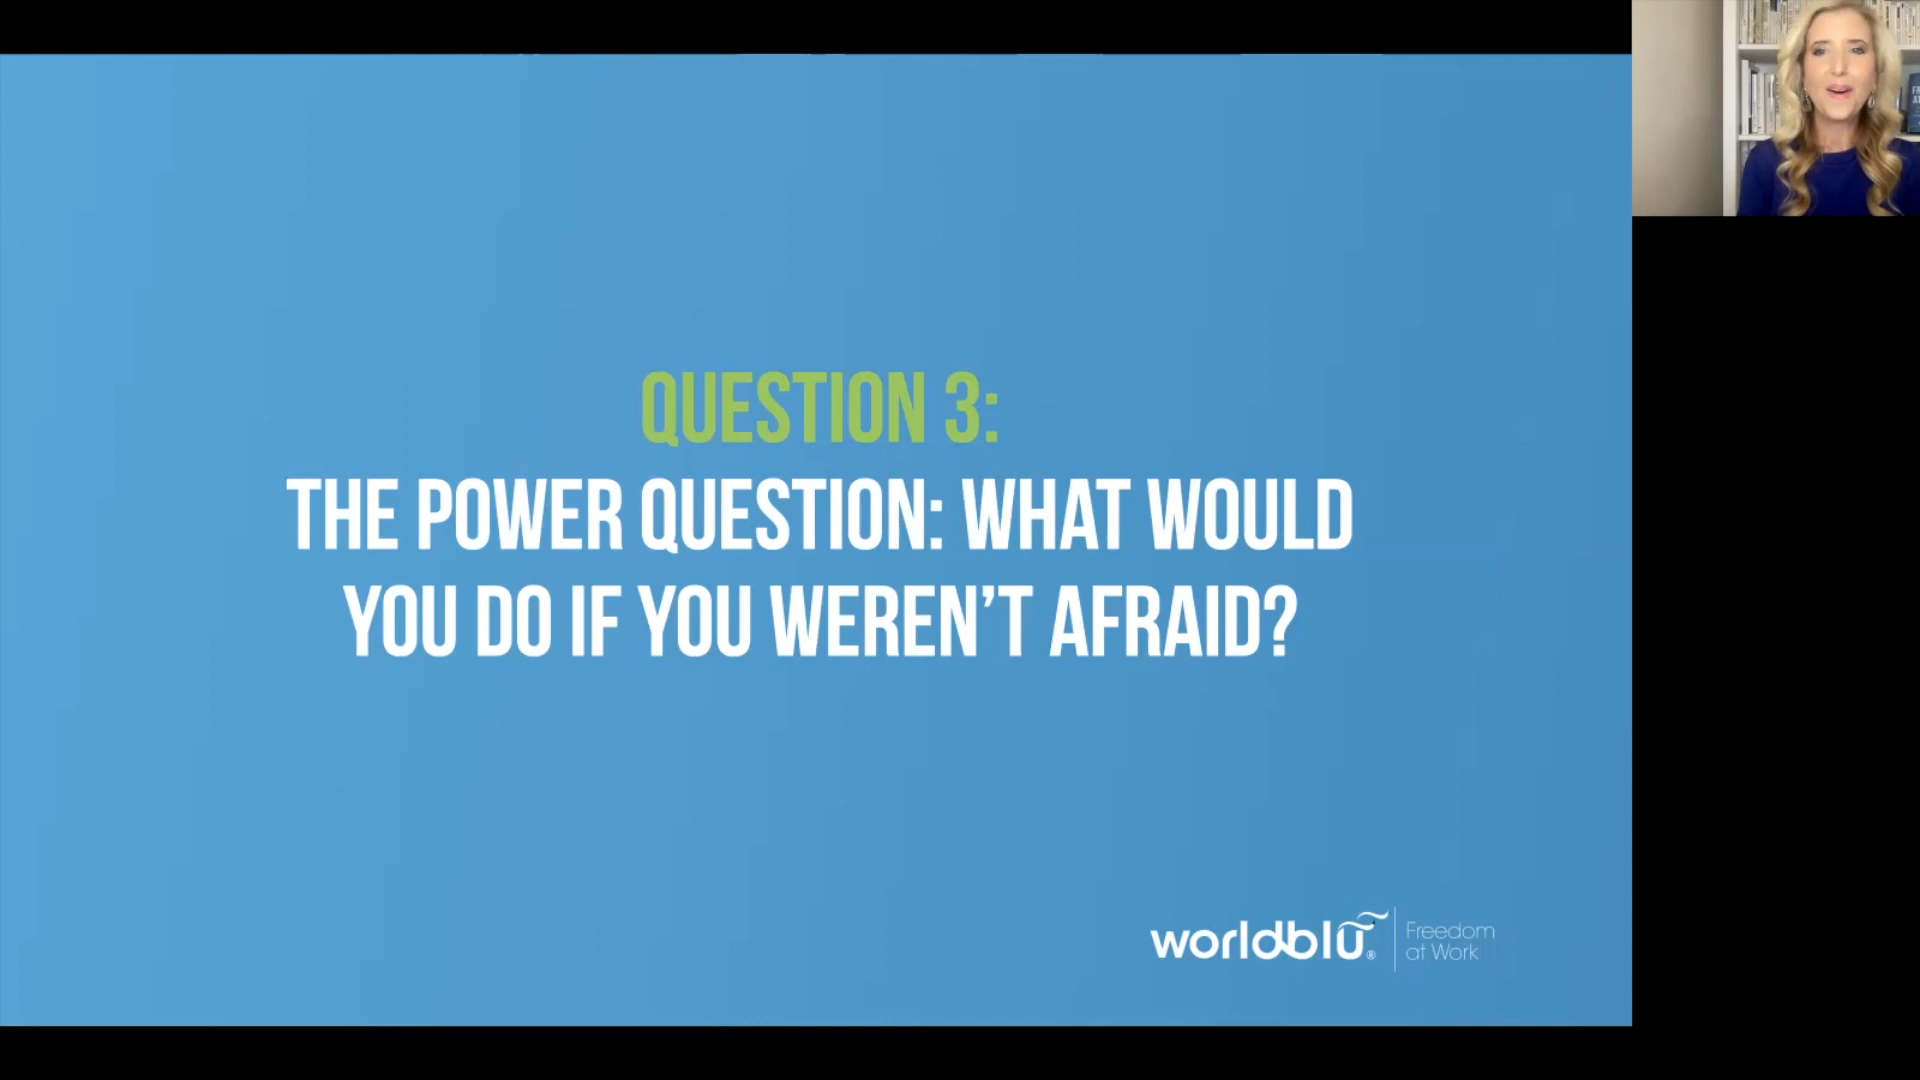 QUESTION 3:
THE POWER QUESTION: WHAT WOULD
YOU DO IF YOU WEREN’T AFRAID?
worldblu®
Freedom
at Work